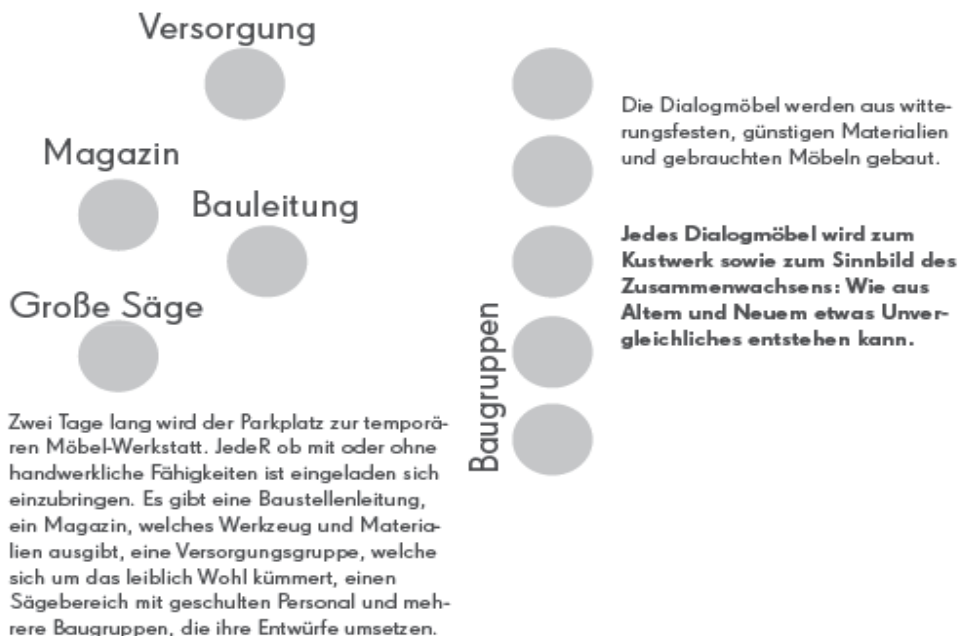 Versorgung
Magazin
Bauleitung
Große Säge
Zwei Tage lang wird der Parkplatz zur temporä-
ren Möbel-Werkstatt. JedeR ob mit oder ohne
handwerkliche Fähigkeiten ist eingeladen sich
einzubringen. Es gibt eine Baustellenleitung,
ein Magazin, welches Werkzeug und Materia-
lien ausgibt, eine Versorgungsgruppe, welche
sich um das leiblich Wohl kümmert, einen
Sägebereich mit geschulten Personal und meh-
rere Baugruppen, die ihre Entwürfe umsetzen.
Baugruppen
Die Dialogmöbel werden aus witte-
rungsfesten, günstigen Materialien
und gebrauchten Möbeln gebaut.
Jedes Dialogmöbel wird zum
Kustwerk sowie zum Sinnbild des
Zusammenwachsens: Wie aus
Altem und Neuem etwas Unver-
gleichliches entstehen kann.